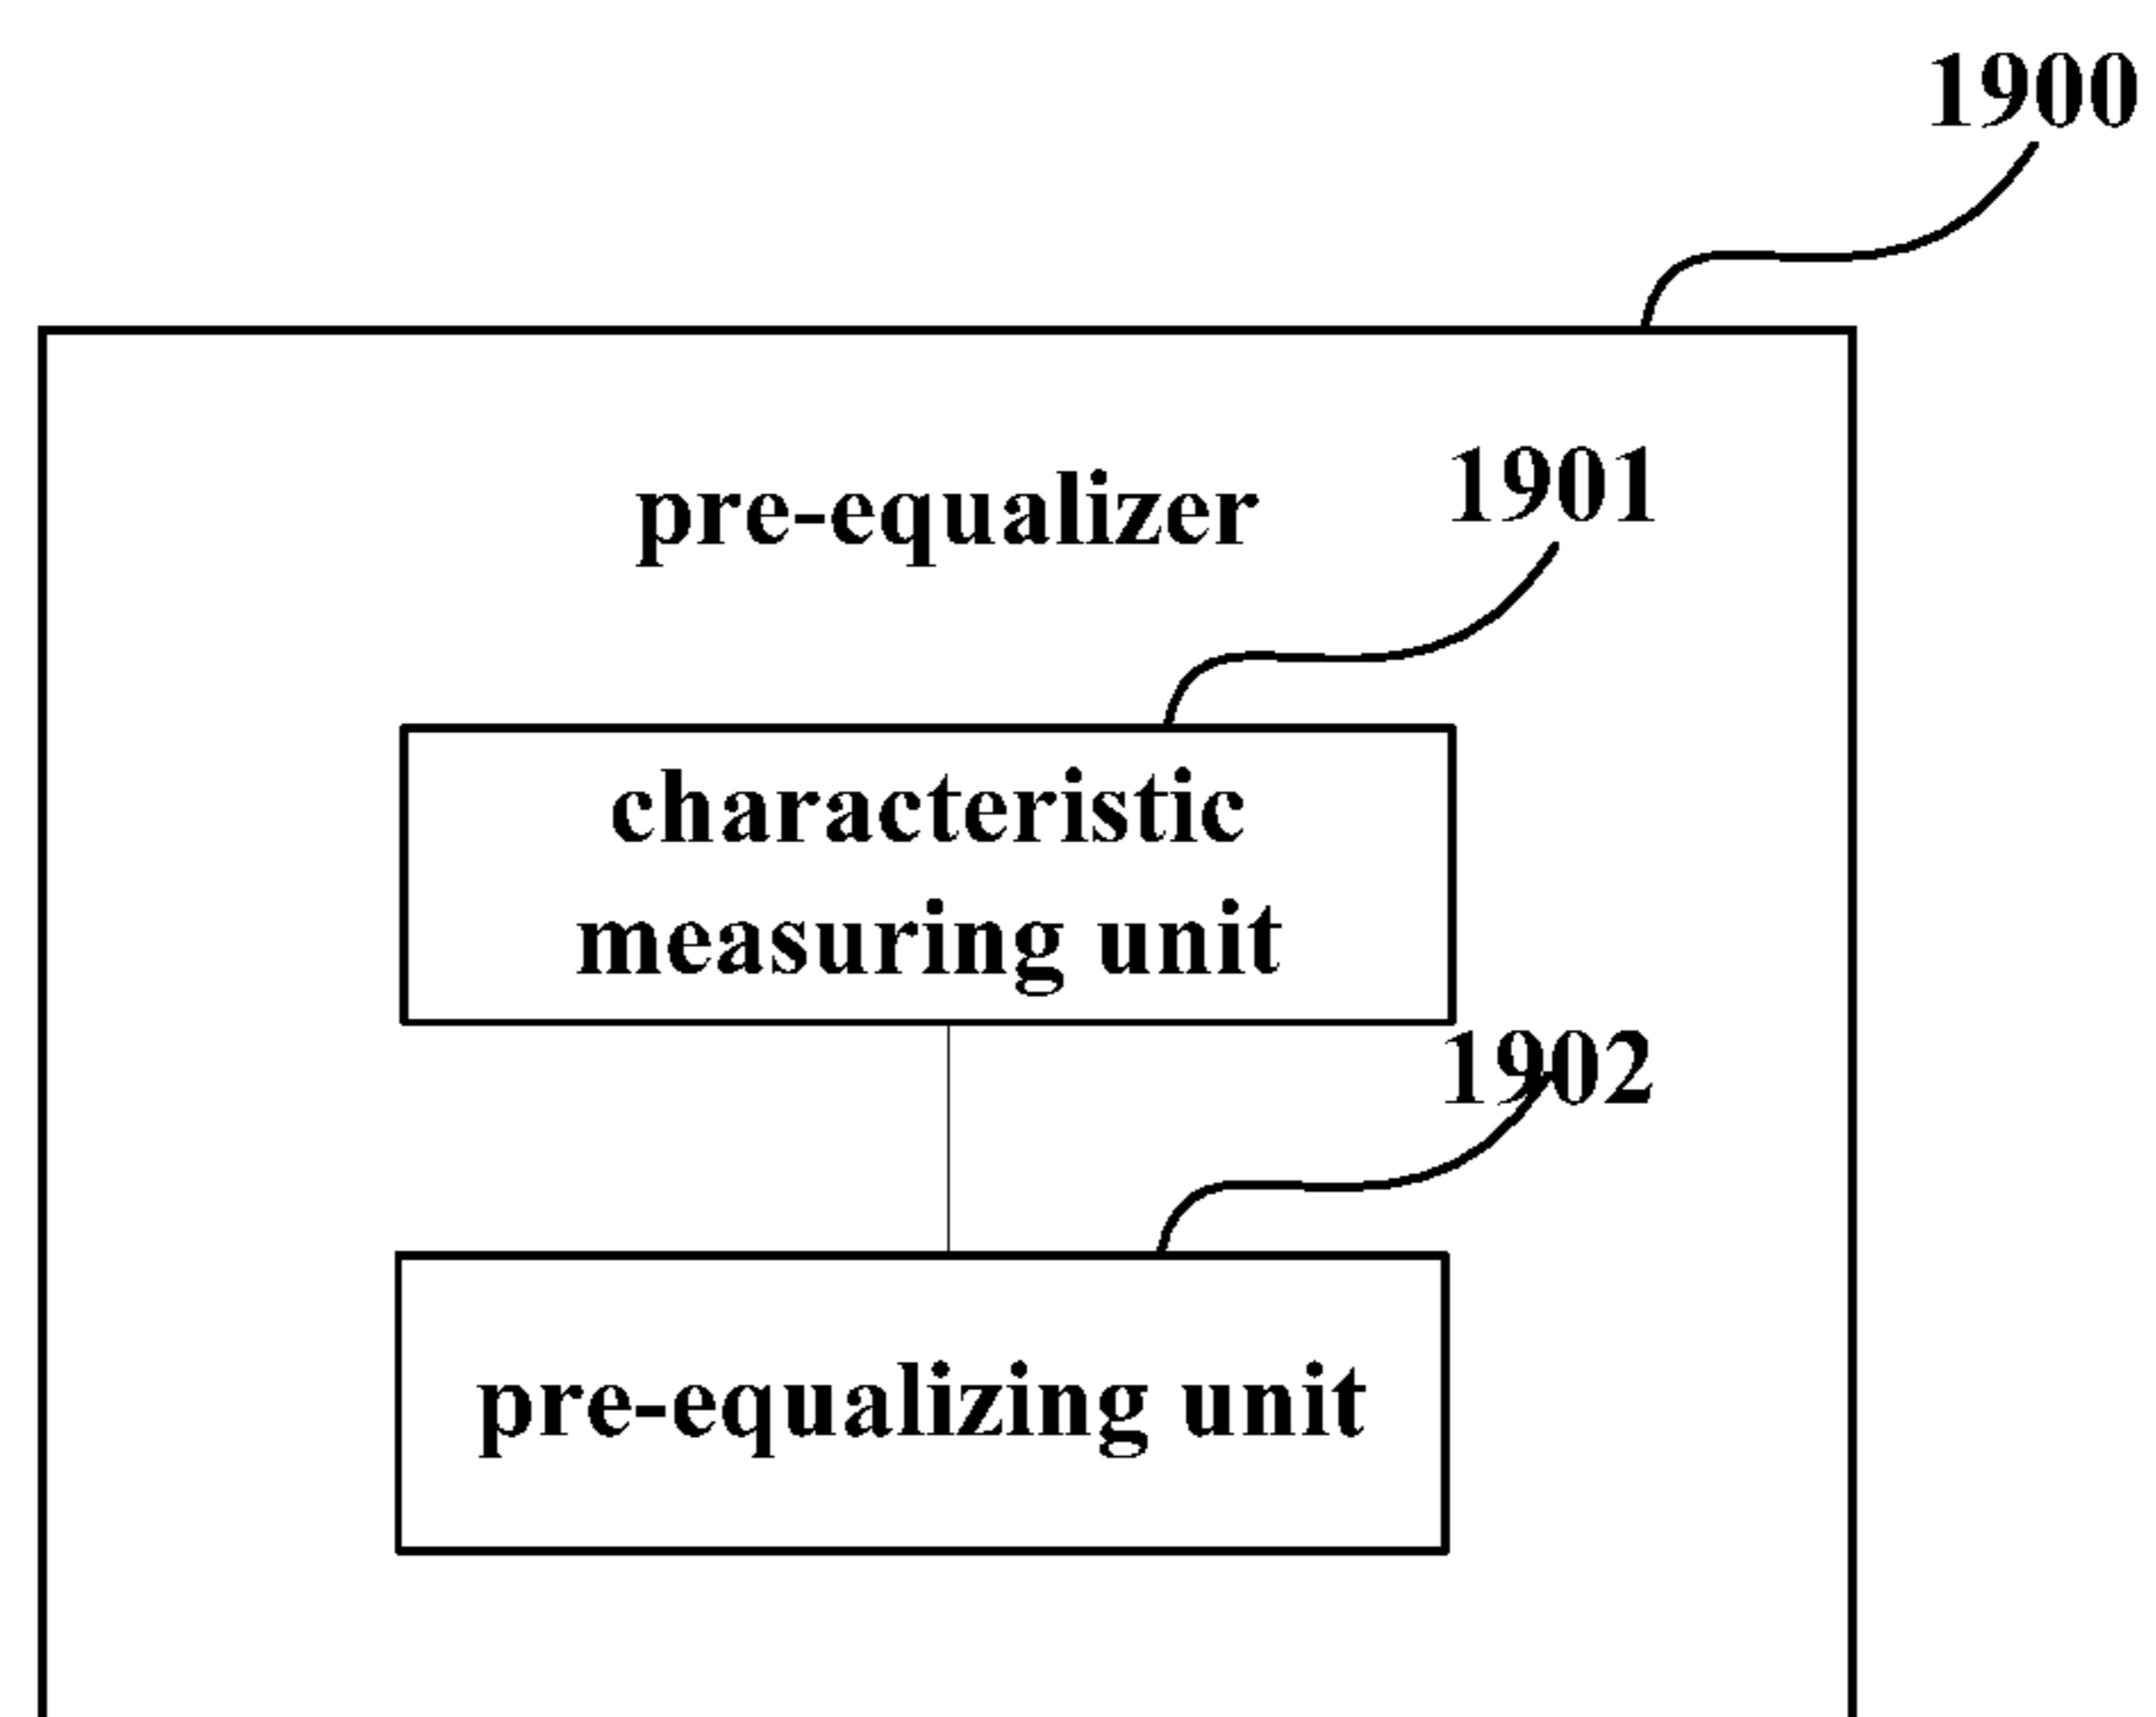 1900
pre-equalizer
1901
characteristic
measuring unit
1902
pre-equalizing unit